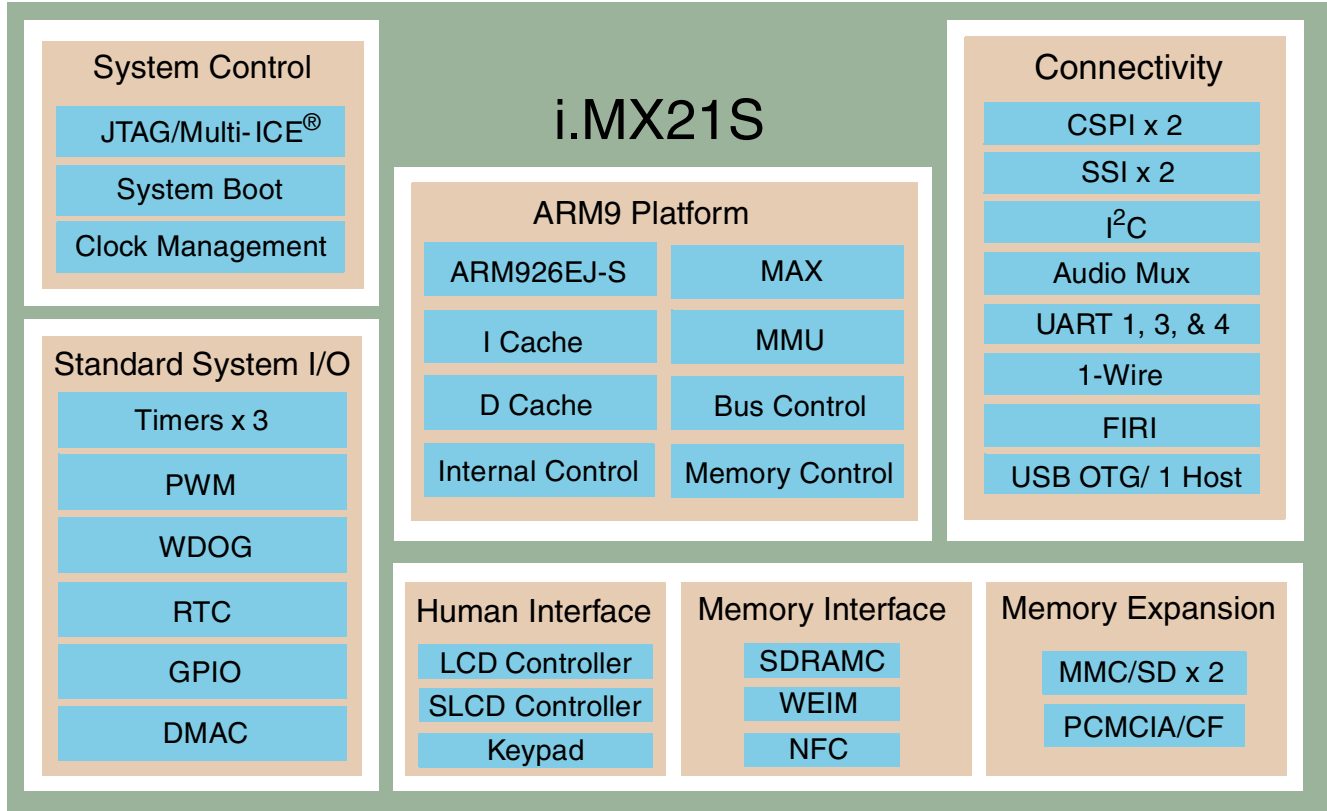 System Control
JTAG/Multi-ICE®
System Boot
Clock Management
Standard System I/O
Timers x 3
PWM
WDOG
RTC
GPIO
DMAC
i.MX21S
ARM9 Platform
ARM926EJ-S
MAX
I Cache
MMU
D Cache
Bus Control
Internal Control
Memory Control
Connectivity
CSPI x 2
SSI x 2
I²C
Audio Mux
UART 1, 3, & 4
1-Wire
FIRI
USB OTG/ 1 Host
Human Interface
LCD Controller
SLCD Controller
Keypad
Memory Interface
SDRAMC
WEIM
NFC
Memory Expansion
MMC/SD x 2
PCMCIA/CF